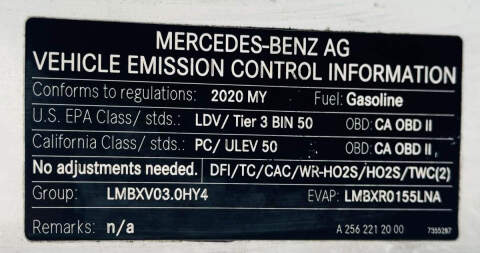 MERCEDES-BENZ AG
VEHICLE EMISSION CONTROL INFORMATION
Conforms to regulations: 2020 MY Fuel: Gasoline
U.S. EPA Class/ stds.: LDV/ Tier 3 BIN 50 OBD: CA OBD II
California Class/ stds.: PC/ ULEV 50 OBD: CA OBD II
No adjustments needed. DFI/TC/CAC/WR-HO2S/HO2S/TWC(2)
Group: LMBXV03.0HY4 EVAP: LMBXR0155LNA
Remarks: n/a A 256 221 20 00 7355287